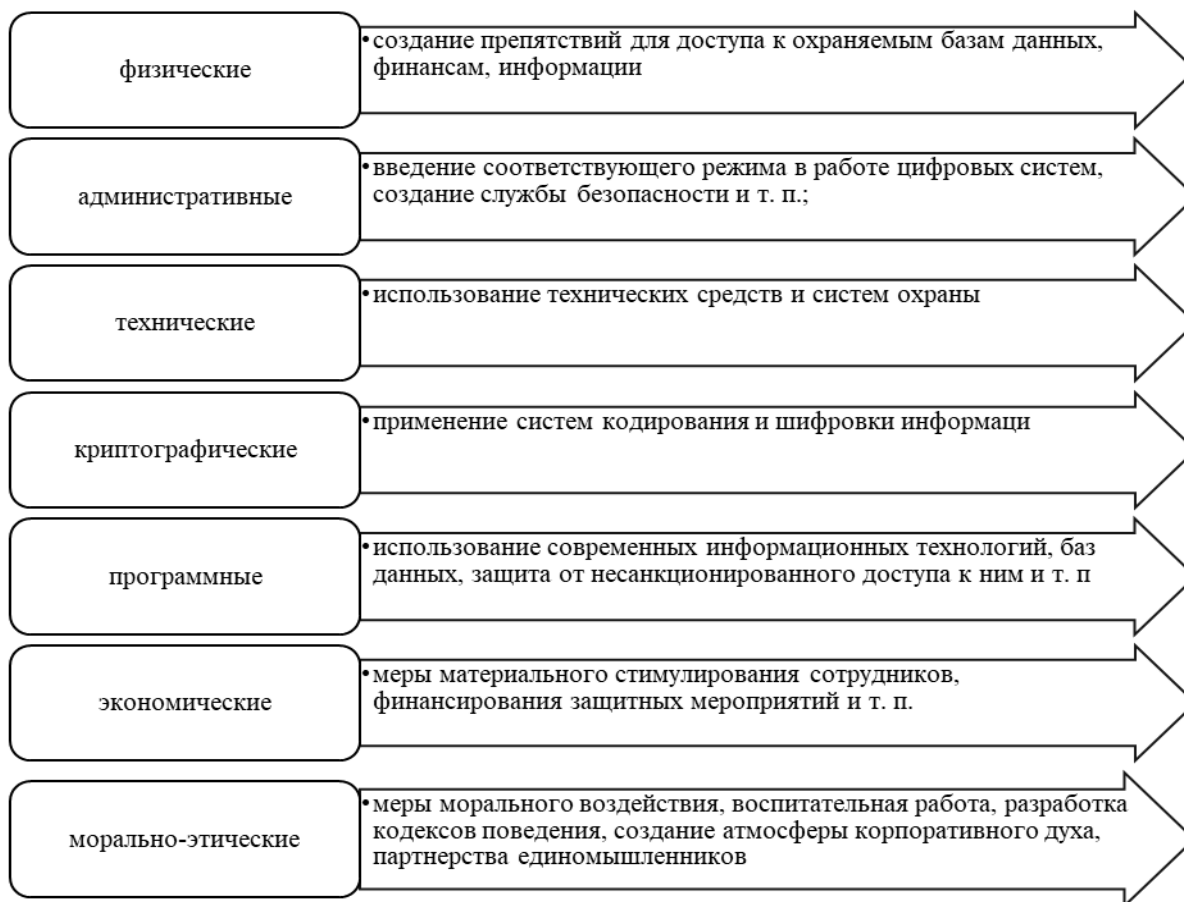 физические
•создание препятствий для доступа к охраняемым базам данных,
финансам, информации
административные
•введение соответствующего режима в работе цифровых систем,
создание службы безопасности и т. п.;
технические
•использование технических средств и систем охраны
криптографические
•применение систем кодирования и шифровки информаци
программные
•использование современных информационных технологий, баз
данных, защита от несанкционированного доступа к ним и т. п
экономические
•меры материального стимулирования сотрудников,
финансирования защитных мероприятий и т. п.
морально-этические
•меры морального воздействия, воспитательная работа, разработка
кодексов поведения, создание атмосферы корпоративного духа,
партнерства единомышленников